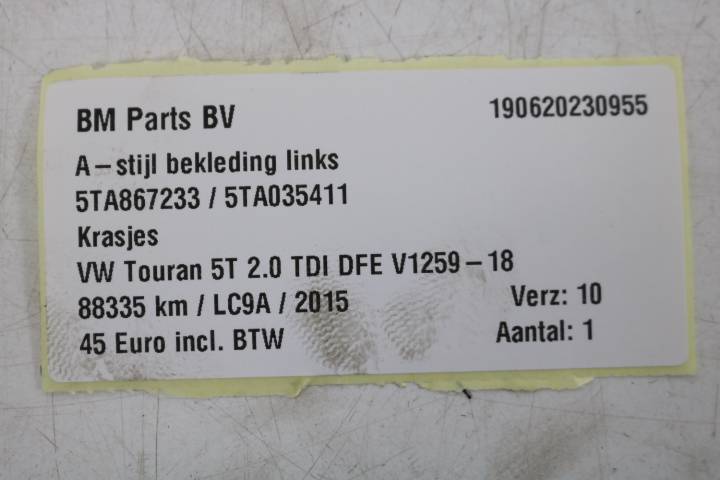 BM Parts BV 190620230955
A-stijl bekleding links
5TA867233 / 5TA035411
Krasjes
VW Touran 5T 2.0 TDI DFE V1259-18
88335 km / LC9A / 2015 Verz: 10
45 Euro incl. BTW Aantal: 1